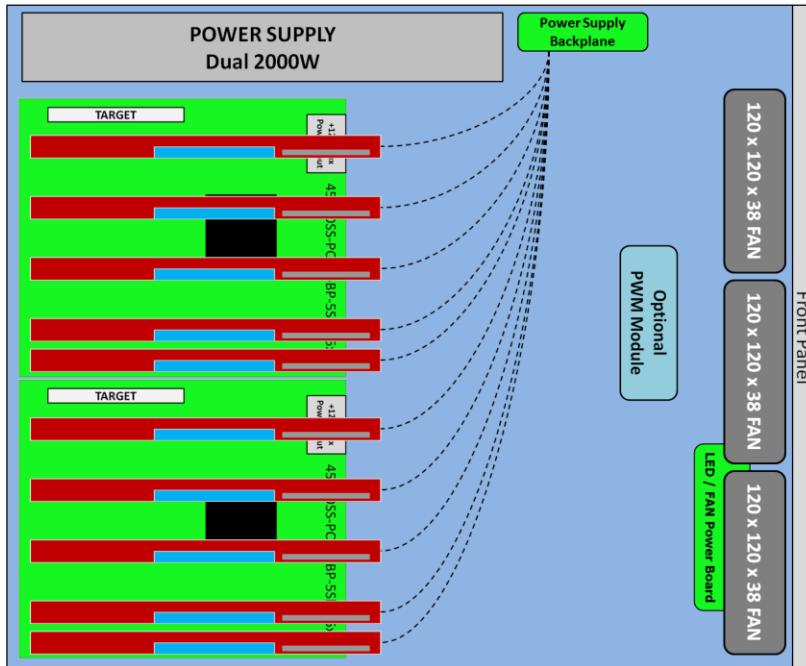 POWER SUPPLY
Dual 2000W
Power Supply
Backplane
TARGET
120 x 120 x 38 FAN
Optional
PWM Module
120 x 120 x 38 FAN
Front Panel
TARGET
LED / FAN Power Board
120 x 120 x 38 FAN